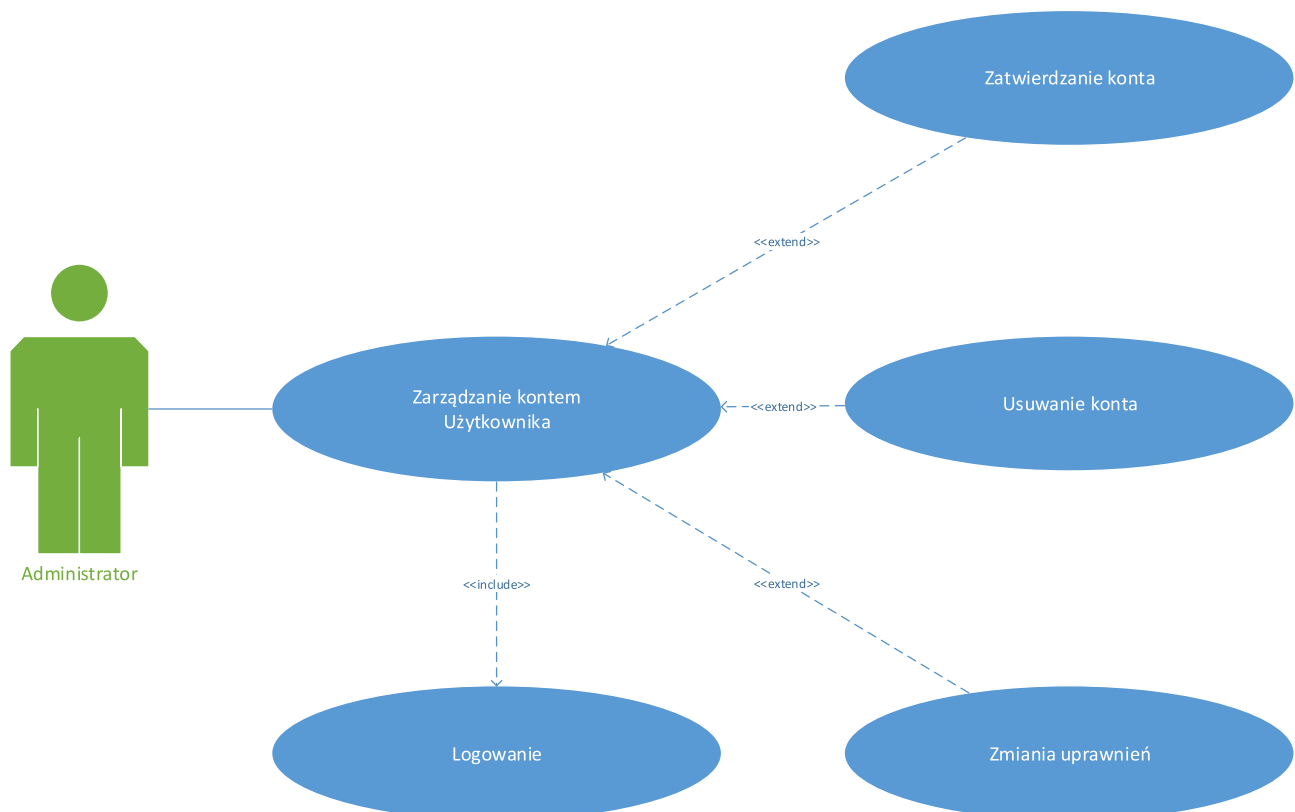 Zatwierdzanie konta
<<extend>>
Zarządzanie kontem
Użytkownika
<<extend>>
Usuwanie konta
Administrator
<<include>>
<<extend>>
Logowanie
Zmiania uprawnień